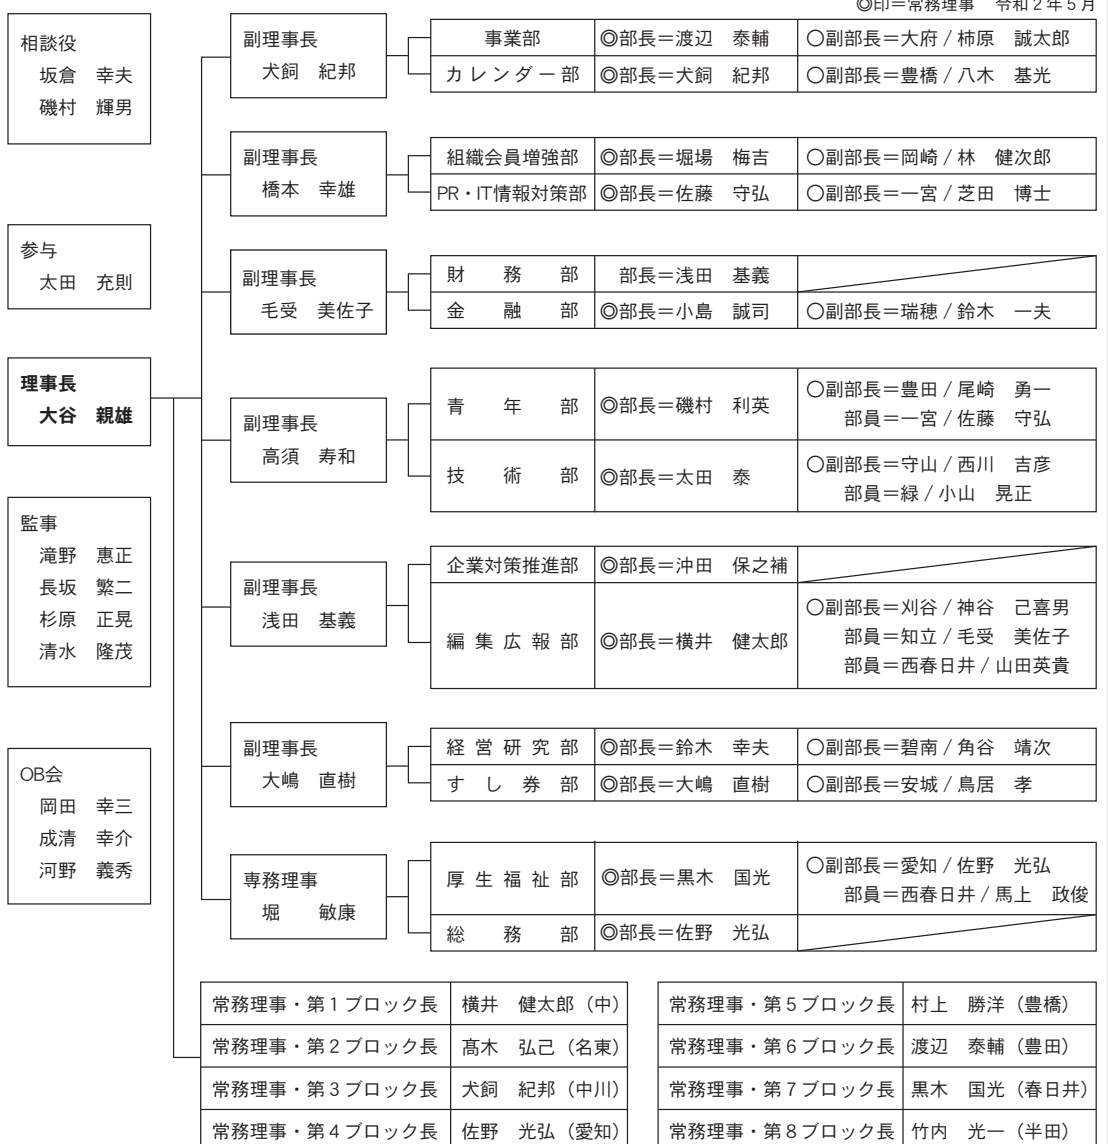 ◎印＝常務理事　令和２年５月
相談役
坂倉　幸夫
磯村　輝男
参与
太田　充則
理事長
大谷　親雄
監事
滝野　惠正
長坂　繁二
杉原　正晃
清水　隆茂
OB会
岡田　幸三
成清　幸介
河野　義秀
副理事長
犬飼　紀邦
事業部　◎部長＝渡辺　泰輔　○副部長＝大府 / 柿原　誠太郎
カレンダー部　◎部長＝犬飼　紀邦　○副部長＝豊橋 / 八木　基光
副理事長
橋本　幸雄
組織会員増強部　◎部長＝堀場　梅吉　○副部長＝岡崎 / 林　健次郎
PR・IT情報対策部　◎部長＝佐藤　守弘　○副部長＝一宮 / 芝田　博士
副理事長
毛受　美佐子
財務部　部長＝浅田　基義
金融部　◎部長＝小島　誠司　○副部長＝瑞穂 / 鈴木　一夫
副理事長
高須　寿和
青年部　◎部長＝磯村　利英　○副部長＝豊田 / 尾崎　勇一
部員＝一宮 / 佐藤　守弘
技術部　◎部長＝太田　泰　○副部長＝守山 / 西川　吉彦
部員＝緑 / 小山　晃正
副理事長
浅田　基義
企業対策推進部　◎部長＝沖田　保之補
編集広報部　◎部長＝横井　健太郎　○副部長＝刈谷 / 神谷　己喜男
部員＝知立 / 毛受　美佐子
部員＝西春日井 / 山田英貴
副理事長
大嶋　直樹
経営研究部　◎部長＝鈴木　幸夫　○副部長＝碧南 / 角谷　靖次
すし券部　◎部長＝大嶋　直樹　○副部長＝安城 / 鳥居　孝
専務理事
堀　敏康
厚生福祉部　◎部長＝黒木　国光　○副部長＝愛知 / 佐野　光弘
部員＝西春日井 / 馬上　政俊
総務部　◎部長＝佐野　光弘
常務理事・第１ブロック長　横井　健太郎（中）
常務理事・第２ブロック長　髙木　弘己（名東）
常務理事・第３ブロック長　犬飼　紀邦（中川）
常務理事・第４ブロック長　佐野　光弘（愛知）
常務理事・第５ブロック長　村上　勝洋（豊橋）
常務理事・第６ブロック長　渡辺　泰輔（豊田）
常務理事・第７ブロック長　黒木　国光（春日井）
常務理事・第８ブロック長　竹内　光一（半田）